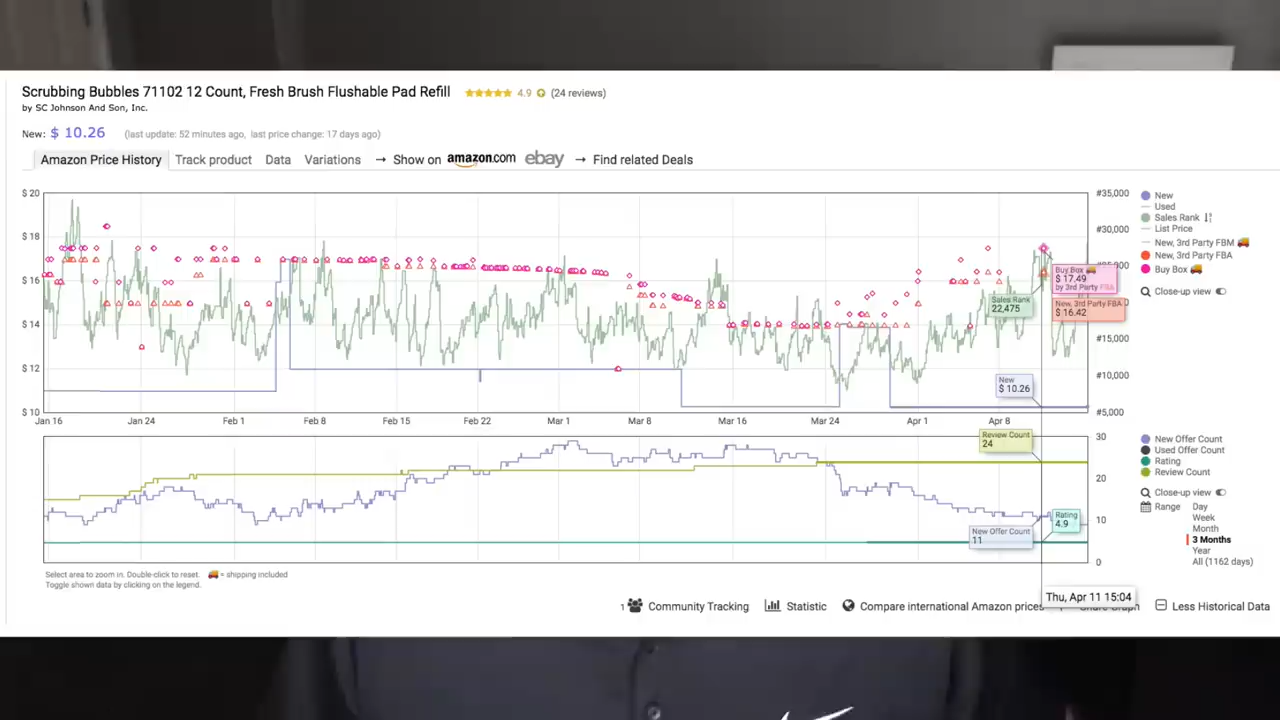 Scrubbing Bubbles 71102 12 Count, Fresh Brush Flushable Pad Refill 4.9 (24 reviews)
by SC Johnson And Son, Inc.
New: $ 10.26 (last update: 52 minutes ago, last price change: 17 days ago)
Amazon Price History Track product Data Variations → Show on amazon.com ebay → Find related Deals
$ 20
$ 18
$ 16
$ 14
$ 12
$ 10
#35,000
#30,000
#15,000
#10,000
#5,000
Jan 16 Jan 24 Feb 1 Feb 8 Feb 15 Feb 22 Mar 1 Mar 8 Mar 16 Mar 24 Apr 1 Apr 8
Buy Box
$ 17.49
by 3rd Party FBA
New, 3rd Party FBA
$ 16.42
Sales Rank
22,475
New
$ 10.26
New
Used
Sales Rank
List Price
New, 3rd Party FBM
New, 3rd Party FBA
Buy Box
Close-up view
Review Count
24
Rating
4.9
New Offer Count
11
30
20
10
0
New Offer Count
Used Offer Count
Rating
Review Count
Close-up view
Range Day
Week
Month
3 Months
Year
All (1162 days)
Select area to zoom in. Double-click to reset. = shipping included
Toggle shown data by clicking on the legend.
Thu, Apr 11 15:04
1 Community Tracking Statistic Compare international Amazon prices Share Graph Less Historical Data